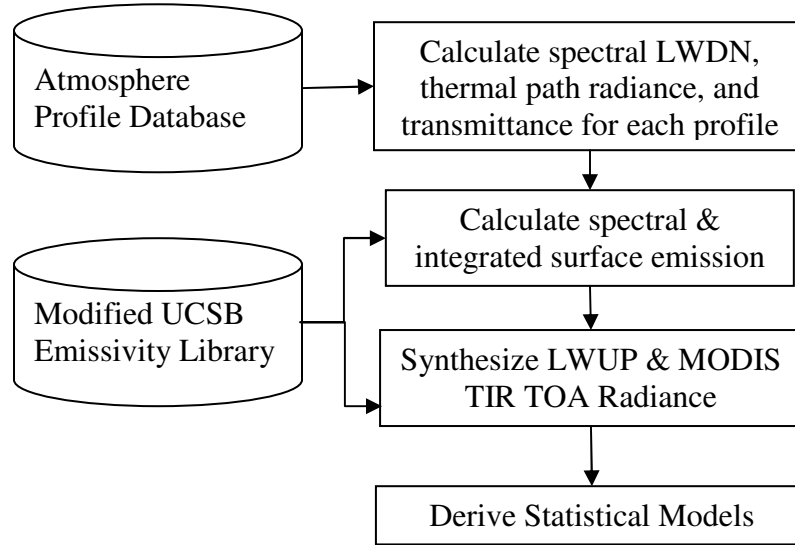 Atmosphere
Profile Database
Calculate spectral LWDN,
thermal path radiance, and
transmittance for each profile
Calculate spectral &
integrated surface emission
Modified UCSB
Emissivity Library
Synthesize LWUP & MODIS
TIR TOA Radiance
Derive Statistical Models